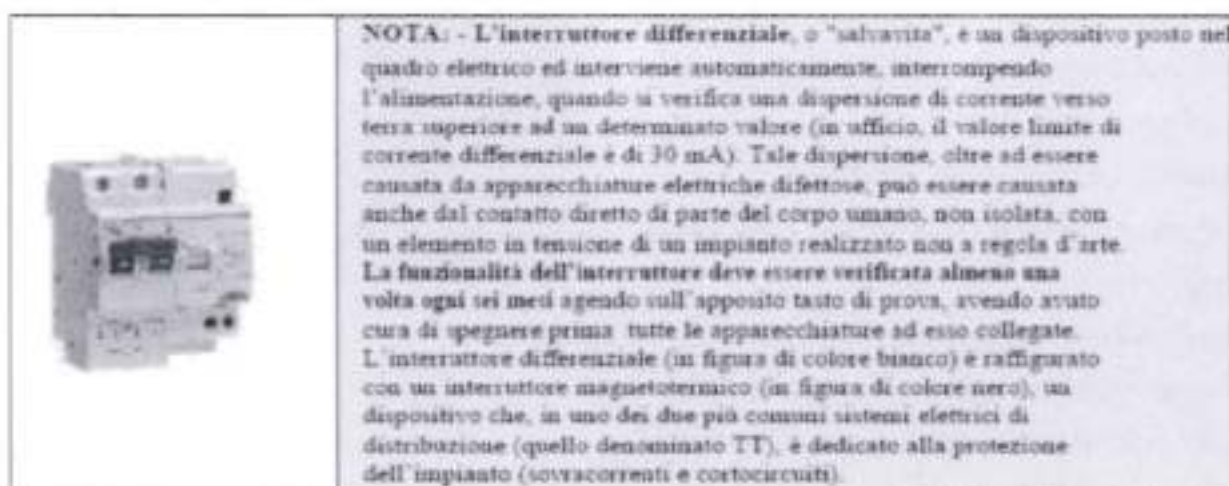 NOTA: - L'interruttore differenziale, o "salvavita", è un dispositivo posto nel
quadro elettrico ed interviene automaticamente, interrompendo
l'alimentazione, quando si verifica una dispersione di corrente verso
terra superiore ad un determinato valore (in ufficio, il valore limite di
corrente differenziale è di 30 mA). Tale dispersione, oltre ad essere
causata da apparecchiature elettriche difettose, può essere causata
anche dal contatto diretto di parte del corpo umano, non isolata, con
un elemento in tensione di un impianto realizzato non a regola d'arte.
La funzionalità dell'interruttore deve essere verificata almeno una
volta ogni sei mesi agendo sull'apposito tasto di prova, avendo avuto
cura di spegnere prima tutte le apparecchiature ad esso collegate.
L'interruttore differenziale (in figura di colore bianco) è raffigurato
con un interruttore magnetotermico (in figura di colore nero), un
dispositivo che, in uno dei due più comuni sistemi elettrici di
distribuzione (quello denominato TT), è dedicato alla protezione
dell'impianto (sovracorrenti e cortocircuiti).